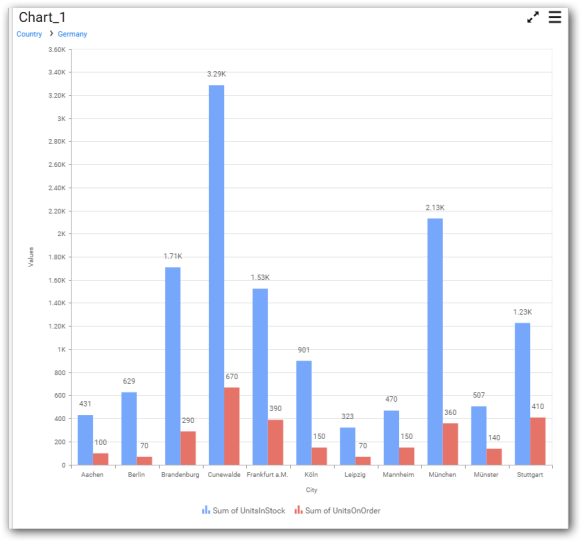 Chart_1
Country > Germany
3.60K
3.40K
3.20K
3K
2.80K
2.60K
2.40K
2.20K
2K
1.80K
1.60K
1.40K
1.20K
1K
800
600
400
200
0
Values
431
100
629
70
1.71K
290
3.29K
670
1.53K
390
901
150
323
70
470
150
2.13K
360
507
140
1.23K
410
Aachen Berlin Brandenburg Cunewalde Frankfurt a.M. Köln Leipzig Mannheim München Münster Stuttgart
City
Sum of UnitsInStock Sum of UnitsOnOrder